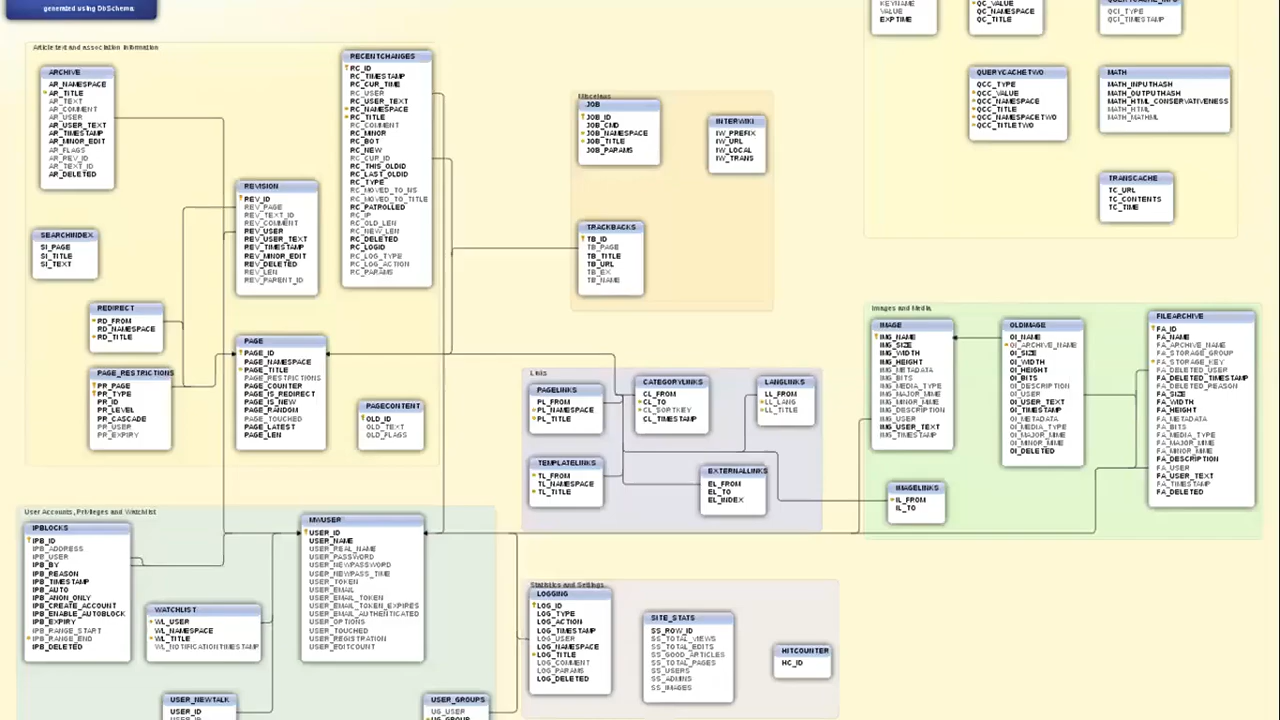 generated using DbSchema
Article text and association information
ARCHIVE
AR_NAMESPACE
AR_TITLE
AR_TEXT
AR_COMMENT
AR_USER
AR_USER_TEXT
AR_TIMESTAMP
AR_MINOR_EDIT
AR_FLAGS
AR_REV_ID
AR_TEXT_ID
AR_DELETED
SEARCHINDEX
SI_PAGE
SI_TITLE
SI_TEXT
REDIRECT
RD_FROM
RD_NAMESPACE
RD_TITLE
PAGE_RESTRICTIONS
PR_PAGE
PR_TYPE
PR_ID
PR_LEVEL
PR_CASCADE
PR_USER
PR_EXPIRY
REVISION
REV_ID
REV_PAGE
REV_TEXT_ID
REV_COMMENT
REV_USER
REV_USER_TEXT
REV_TIMESTAMP
REV_MINOR_EDIT
REV_DELETED
REV_LEN
REV_PARENT_ID
PAGE
PAGE_ID
PAGE_NAMESPACE
PAGE_TITLE
PAGE_RESTRICTIONS
PAGE_COUNTER
PAGE_IS_REDIRECT
PAGE_IS_NEW
PAGE_RANDOM
PAGE_TOUCHED
PAGE_LATEST
PAGE_LEN
RECENTCHANGES
RC_ID
RC_TIMESTAMP
RC_CUR_TIME
RC_USER
RC_USER_TEXT
RC_NAMESPACE
RC_TITLE
RC_COMMENT
RC_MINOR
RC_BOT
RC_NEW
RC_CUR_ID
RC_THIS_OLDID
RC_LAST_OLDID
RC_TYPE
RC_MOVED_TO_NS
RC_MOVED_TO_TITLE
RC_PATROLLED
RC_IP
RC_OLD_LEN
RC_NEW_LEN
RC_DELETED
RC_LOGID
RC_LOG_TYPE
RC_LOG_ACTION
RC_PARAMS
PAGECONTENT
OLD_ID
OLD_TEXT
OLD_FLAGS
JOB
JOB_ID
JOB_CMD
JOB_NAMESPACE
JOB_TITLE
JOB_PARAMS
INTERWIKI
IW_PREFIX
IW_URL
IW_LOCAL
IW_TRANS
TRACKBACKS
TB_ID
TB_PAGE
TB_TITLE
TB_URL
TB_EX
TB_NAME
KEYNAME
VALUE
EXPTIME
QC_VALUE
QC_NAMESPACE
QC_TITLE
QCI_TYPE
QCI_TIMESTAMP
QUERYCACHETWO
QCC_TYPE
QCC_VALUE
QCC_NAMESPACE
QCC_TITLE
QCC_NAMESPACETWO
QCC_TITLETWO
MATH
MATH_INPUTHASH
MATH_OUTPUTHASH
MATH_HTML_CONSERVATIVENESS
MATH_HTML
MATH_MATHML
TRANSCACHE
TC_URL
TC_CONTENTS
TC_TIME
Links
PAGELINKS
PL_FROM
PL_NAMESPACE
PL_TITLE
CATEGORYLINKS
CL_FROM
CL_TO
CL_SORTKEY
CL_TIMESTAMP
LANGLINKS
LL_FROM
LL_LANG
LL_TITLE
TEMPLATELINKS
TL_FROM
TL_NAMESPACE
TL_TITLE
EXTERNALLINKS
EL_FROM
EL_TO
EL_INDEX
Images and Media
IMAGE
IMG_NAME
IMG_SIZE
IMG_WIDTH
IMG_HEIGHT
IMG_METADATA
IMG_BITS
IMG_MEDIA_TYPE
IMG_MAJOR_MIME
IMG_MINOR_MIME
IMG_DESCRIPTION
IMG_USER
IMG_USER_TEXT
IMG_TIMESTAMP
OLDIMAGE
OI_NAME
OI_ARCHIVE_NAME
OI_SIZE
OI_WIDTH
OI_HEIGHT
OI_BITS
OI_DESCRIPTION
OI_USER
OI_USER_TEXT
OI_TIMESTAMP
OI_METADATA
OI_MEDIA_TYPE
OI_MAJOR_MIME
OI_MINOR_MIME
OI_DELETED
FILEARCHIVE
FA_ID
FA_NAME
FA_ARCHIVE_NAME
FA_STORAGE_GROUP
FA_STORAGE_KEY
FA_DELETED_USER
FA_DELETED_TIMESTAMP
FA_DELETED_REASON
FA_SIZE
FA_WIDTH
FA_HEIGHT
FA_METADATA
FA_BITS
FA_MEDIA_TYPE
FA_MAJOR_MIME
FA_MINOR_MIME
FA_DESCRIPTION
FA_USER
FA_USER_TEXT
FA_TIMESTAMP
FA_DELETED
IMAGELINKS
IL_FROM
IL_TO
User Accounts, Privileges and Watchlist
IPBLOCKS
IPB_ID
IPB_ADDRESS
IPB_USER
IPB_BY
IPB_REASON
IPB_TIMESTAMP
IPB_AUTO
IPB_ANON_ONLY
IPB_CREATE_ACCOUNT
IPB_ENABLE_AUTOBLOCK
IPB_EXPIRY
IPB_RANGE_START
IPB_RANGE_END
IPB_DELETED
WATCHLIST
WL_USER
WL_NAMESPACE
WL_TITLE
WL_NOTIFICATIONTIMESTAMP
MWUSER
USER_ID
USER_NAME
USER_REAL_NAME
USER_PASSWORD
USER_NEWPASSWORD
USER_NEWPASS_TIME
USER_TOKEN
USER_EMAIL
USER_EMAIL_TOKEN
USER_EMAIL_TOKEN_EXPIRES
USER_EMAIL_AUTHENTICATED
USER_OPTIONS
USER_TOUCHED
USER_REGISTRATION
USER_EDITCOUNT
USER_NEWTALK
USER_ID
USER_GROUPS
UG_USER
UG_GROUP
Statistics and Settings
LOGGING
LOG_ID
LOG_TYPE
LOG_ACTION
LOG_TIMESTAMP
LOG_USER
LOG_NAMESPACE
LOG_TITLE
LOG_COMMENT
LOG_PARAMS
LOG_DELETED
SITE_STATS
SS_ROW_ID
SS_TOTAL_VIEWS
SS_TOTAL_EDITS
SS_GOOD_ARTICLES
SS_TOTAL_PAGES
SS_USERS
SS_ADMINS
SS_IMAGES
HITCOUNTER
HC_ID